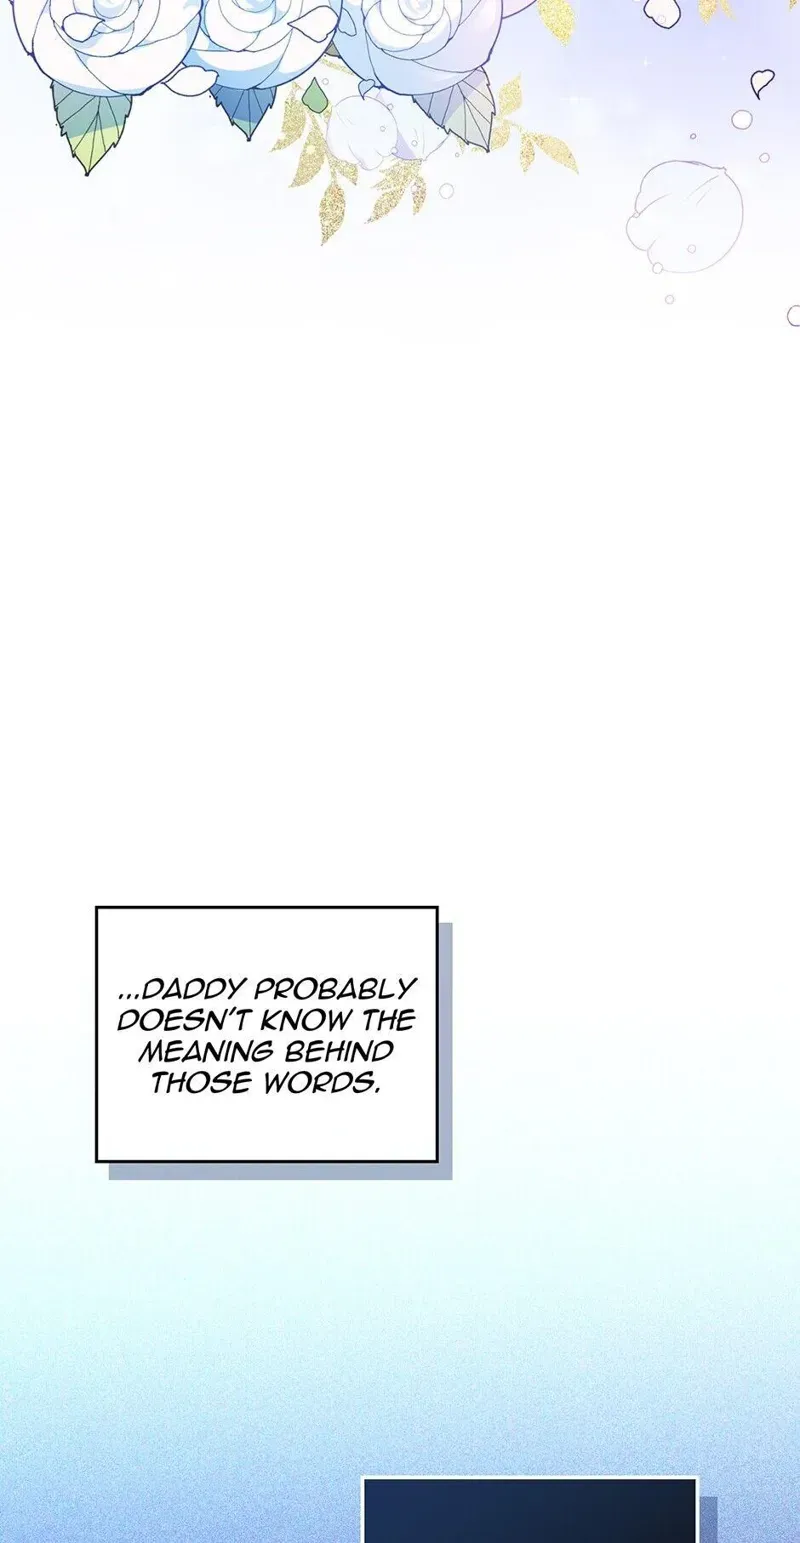 ...DADDY PROBABLY
DOESN'T KNOW THE
MEANING BEHIND
THOSE WORDS.